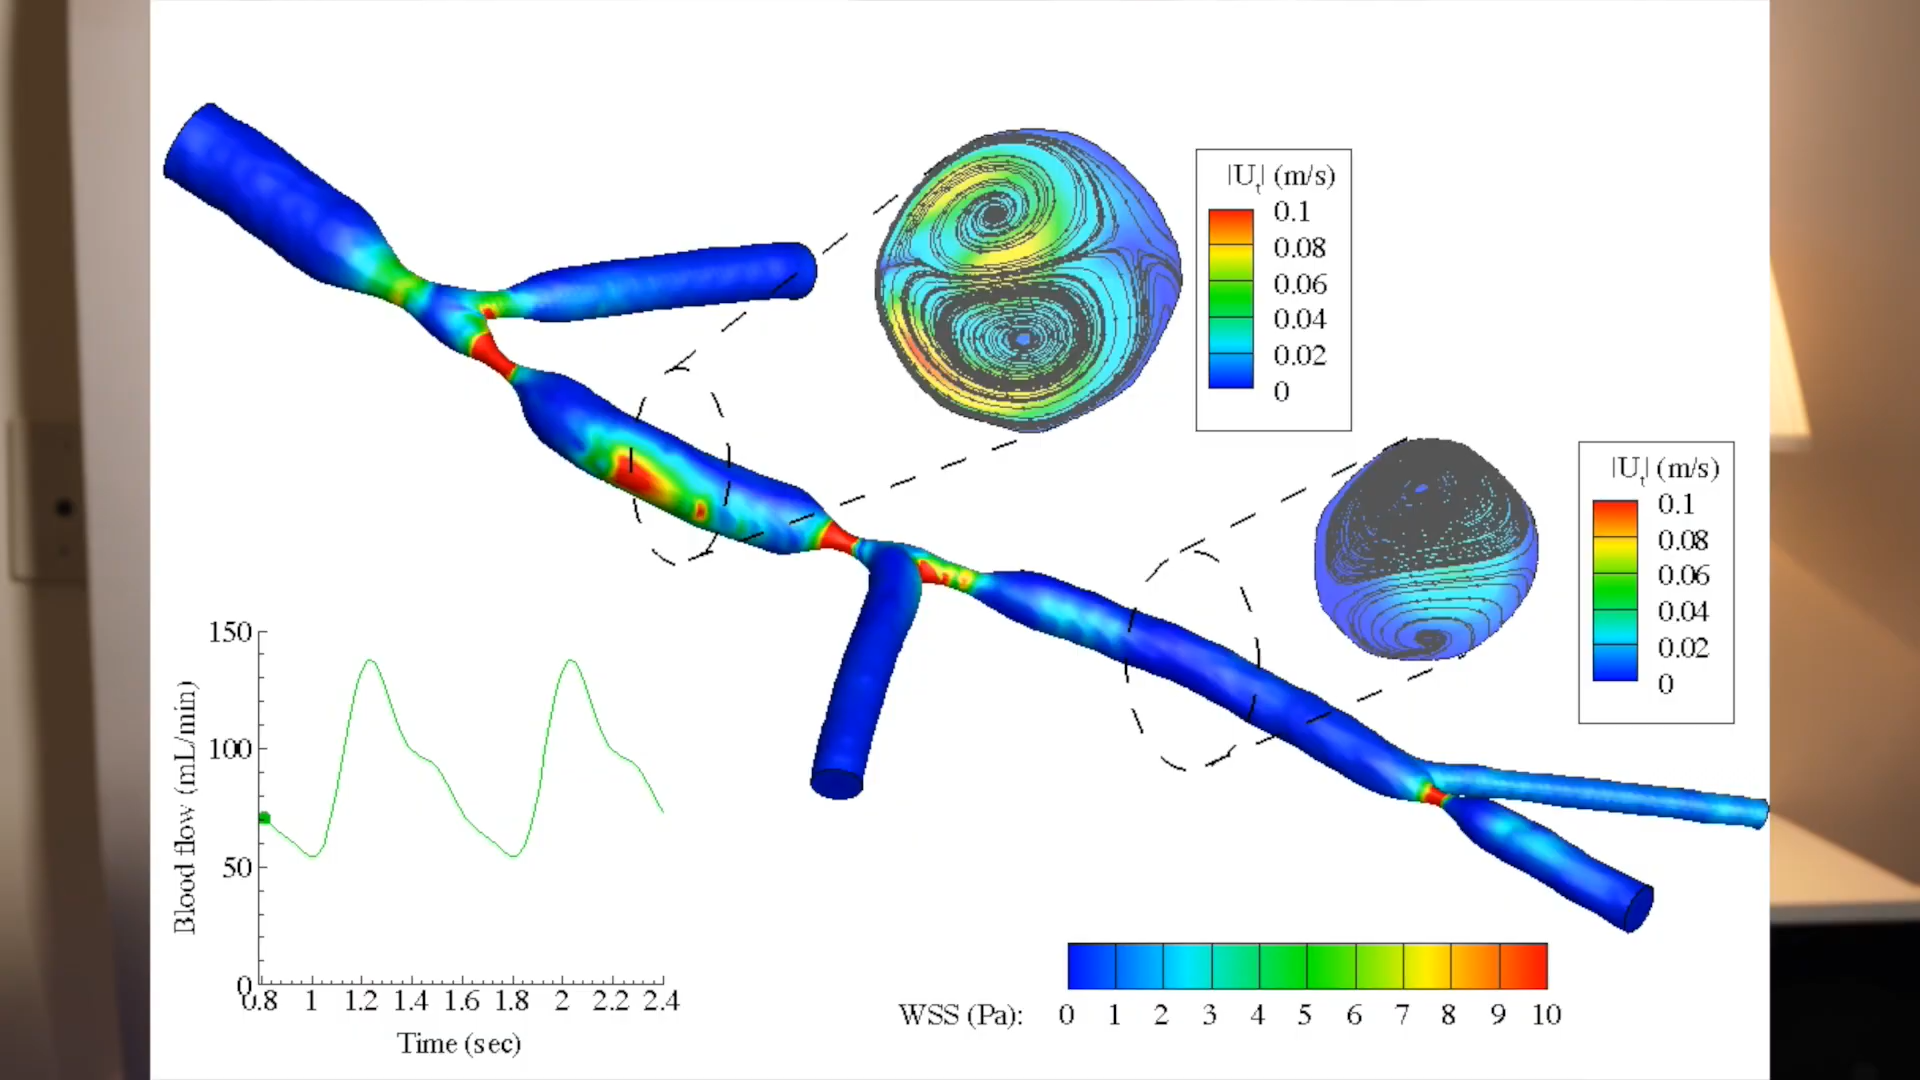 |Ut| (m/s)
0.1
0.08
0.06
0.04
0.02
0
|Ut| (m/s)
0.1
0.08
0.06
0.04
0.02
0
150
100
50
0
Blood flow (mL/min)
0.8 1 1.2 1.4 1.6 1.8 2 2.2 2.4
Time (sec)
WSS (Pa): 0 1 2 3 4 5 6 7 8 9 10